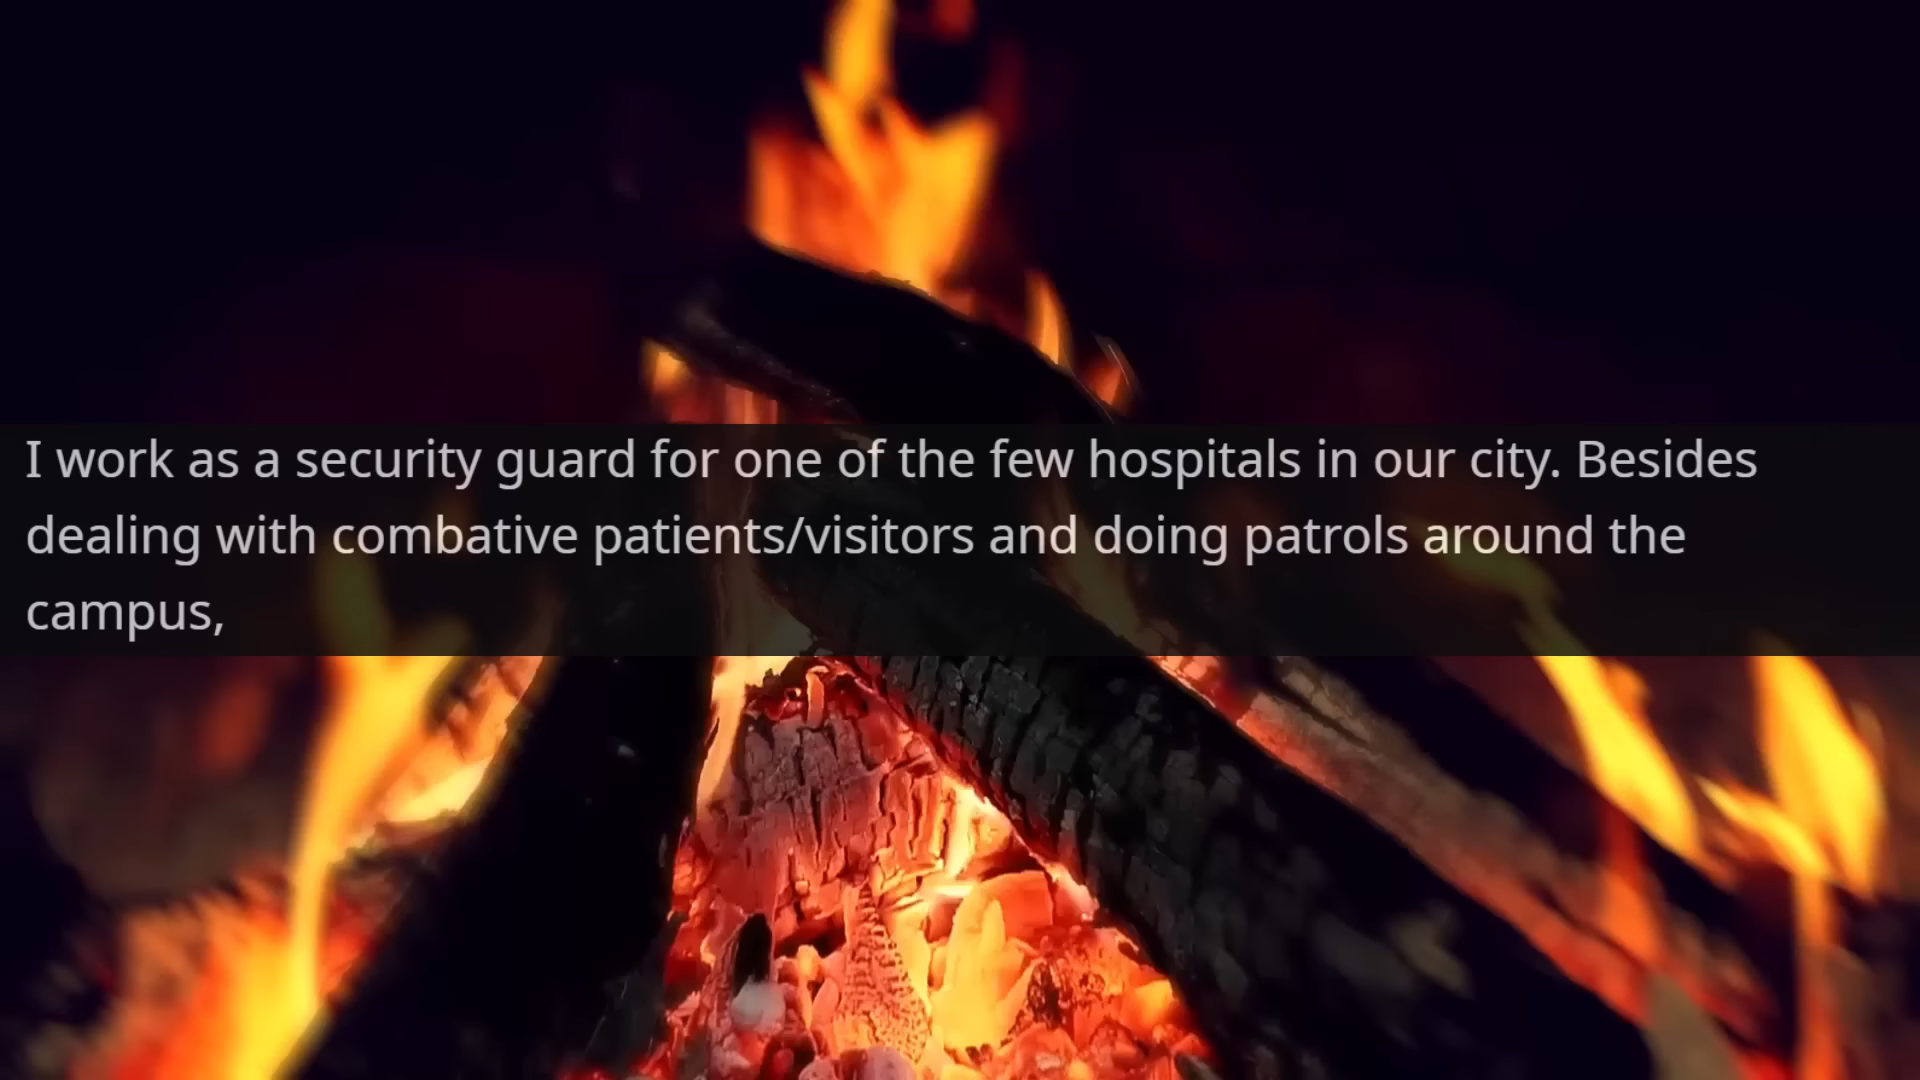 I work as a security guard for one of the few hospitals in our city. Besides
dealing with combative patients/visitors and doing patrols around the
campus,